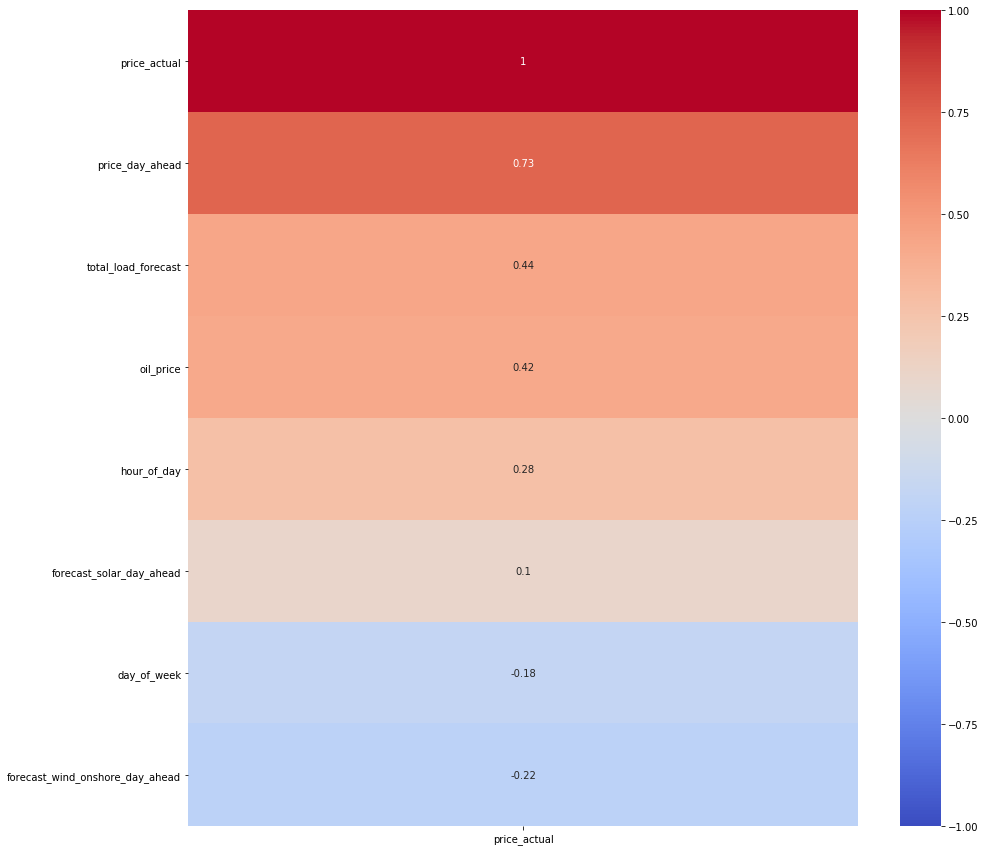 price_actual
1
price_day_ahead
0.73
total_load_forecast
0.44
oil_price
0.42
hour_of_day
0.28
forecast_solar_day_ahead
0.1
day_of_week
-0.18
forecast_wind_onshore_day_ahead
-0.22
price_actual
1.00
0.75
0.50
0.25
0.00
−0.25
−0.50
−0.75
−1.00